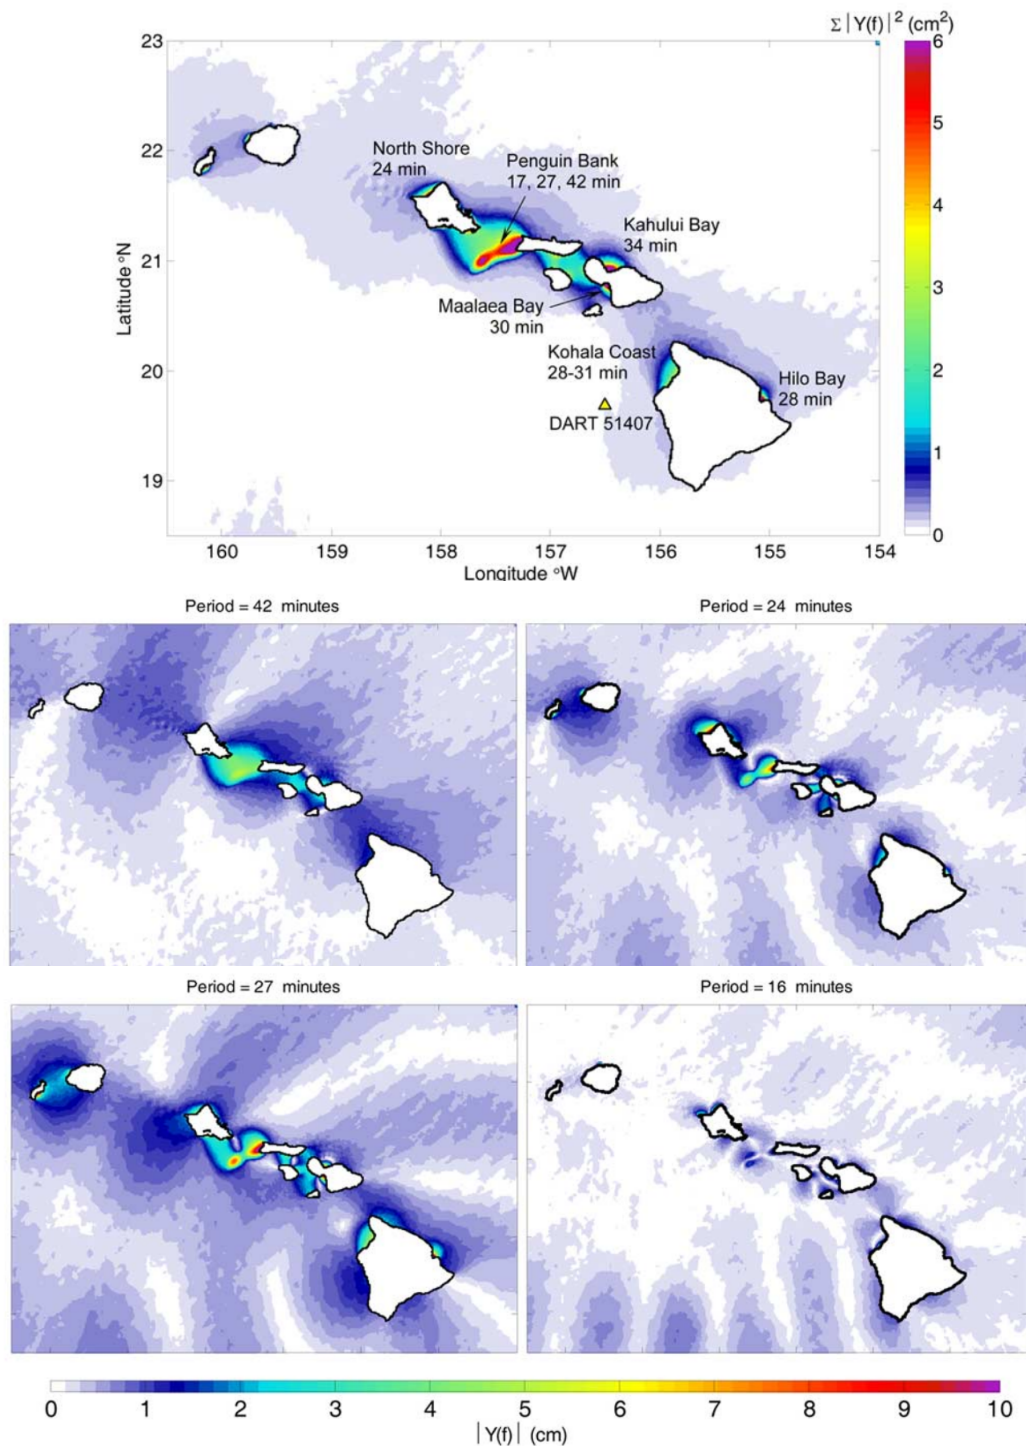 Σ|Y(f)|² (cm²)
23
22
21
20
19
Latitude °N
160
159
158
157
156
155
154
Longitude °W
6
5
4
3
2
1
0
North Shore
24 min
Penguin Bank
17, 27, 42 min
Kahului Bay
34 min
Maalaea Bay
30 min
Kohala Coast
28-31 min
Hilo Bay
28 min
DART 51407
Period = 42 minutes
Period = 24 minutes
Period = 27 minutes
Period = 16 minutes
0 1 2 3 4 5 6 7 8 9 10
|Y(f)| (cm)